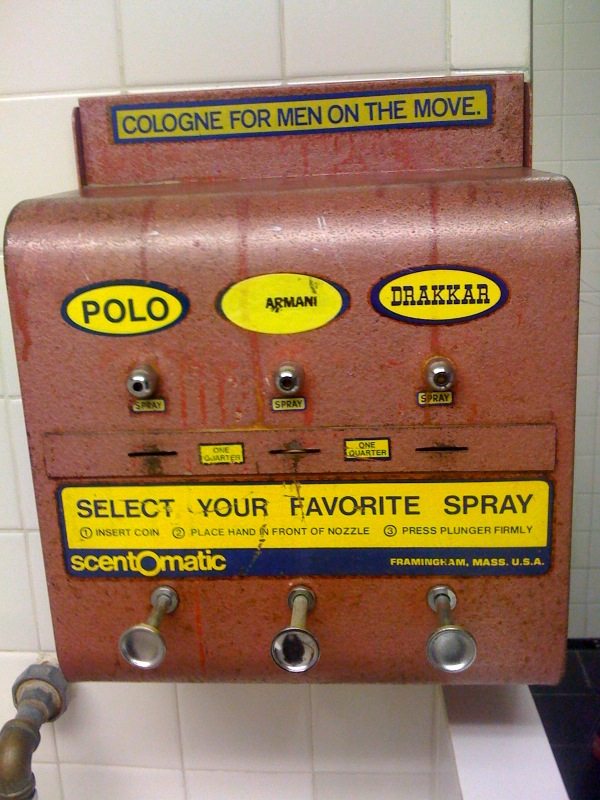 COLOGNE FOR MEN ON THE MOVE.
POLO ARMANI DRAKKAR
SPRAY SPRAY SPRAY
ONE QUARTER ONE QUARTER
SELECT YOUR FAVORITE SPRAY
1 INSERT COIN 2 PLACE HAND IN FRONT OF NOZZLE 3 PRESS PLUNGER FIRMLY
scentOmatic FRAMINGHAM, MASS. U.S.A.